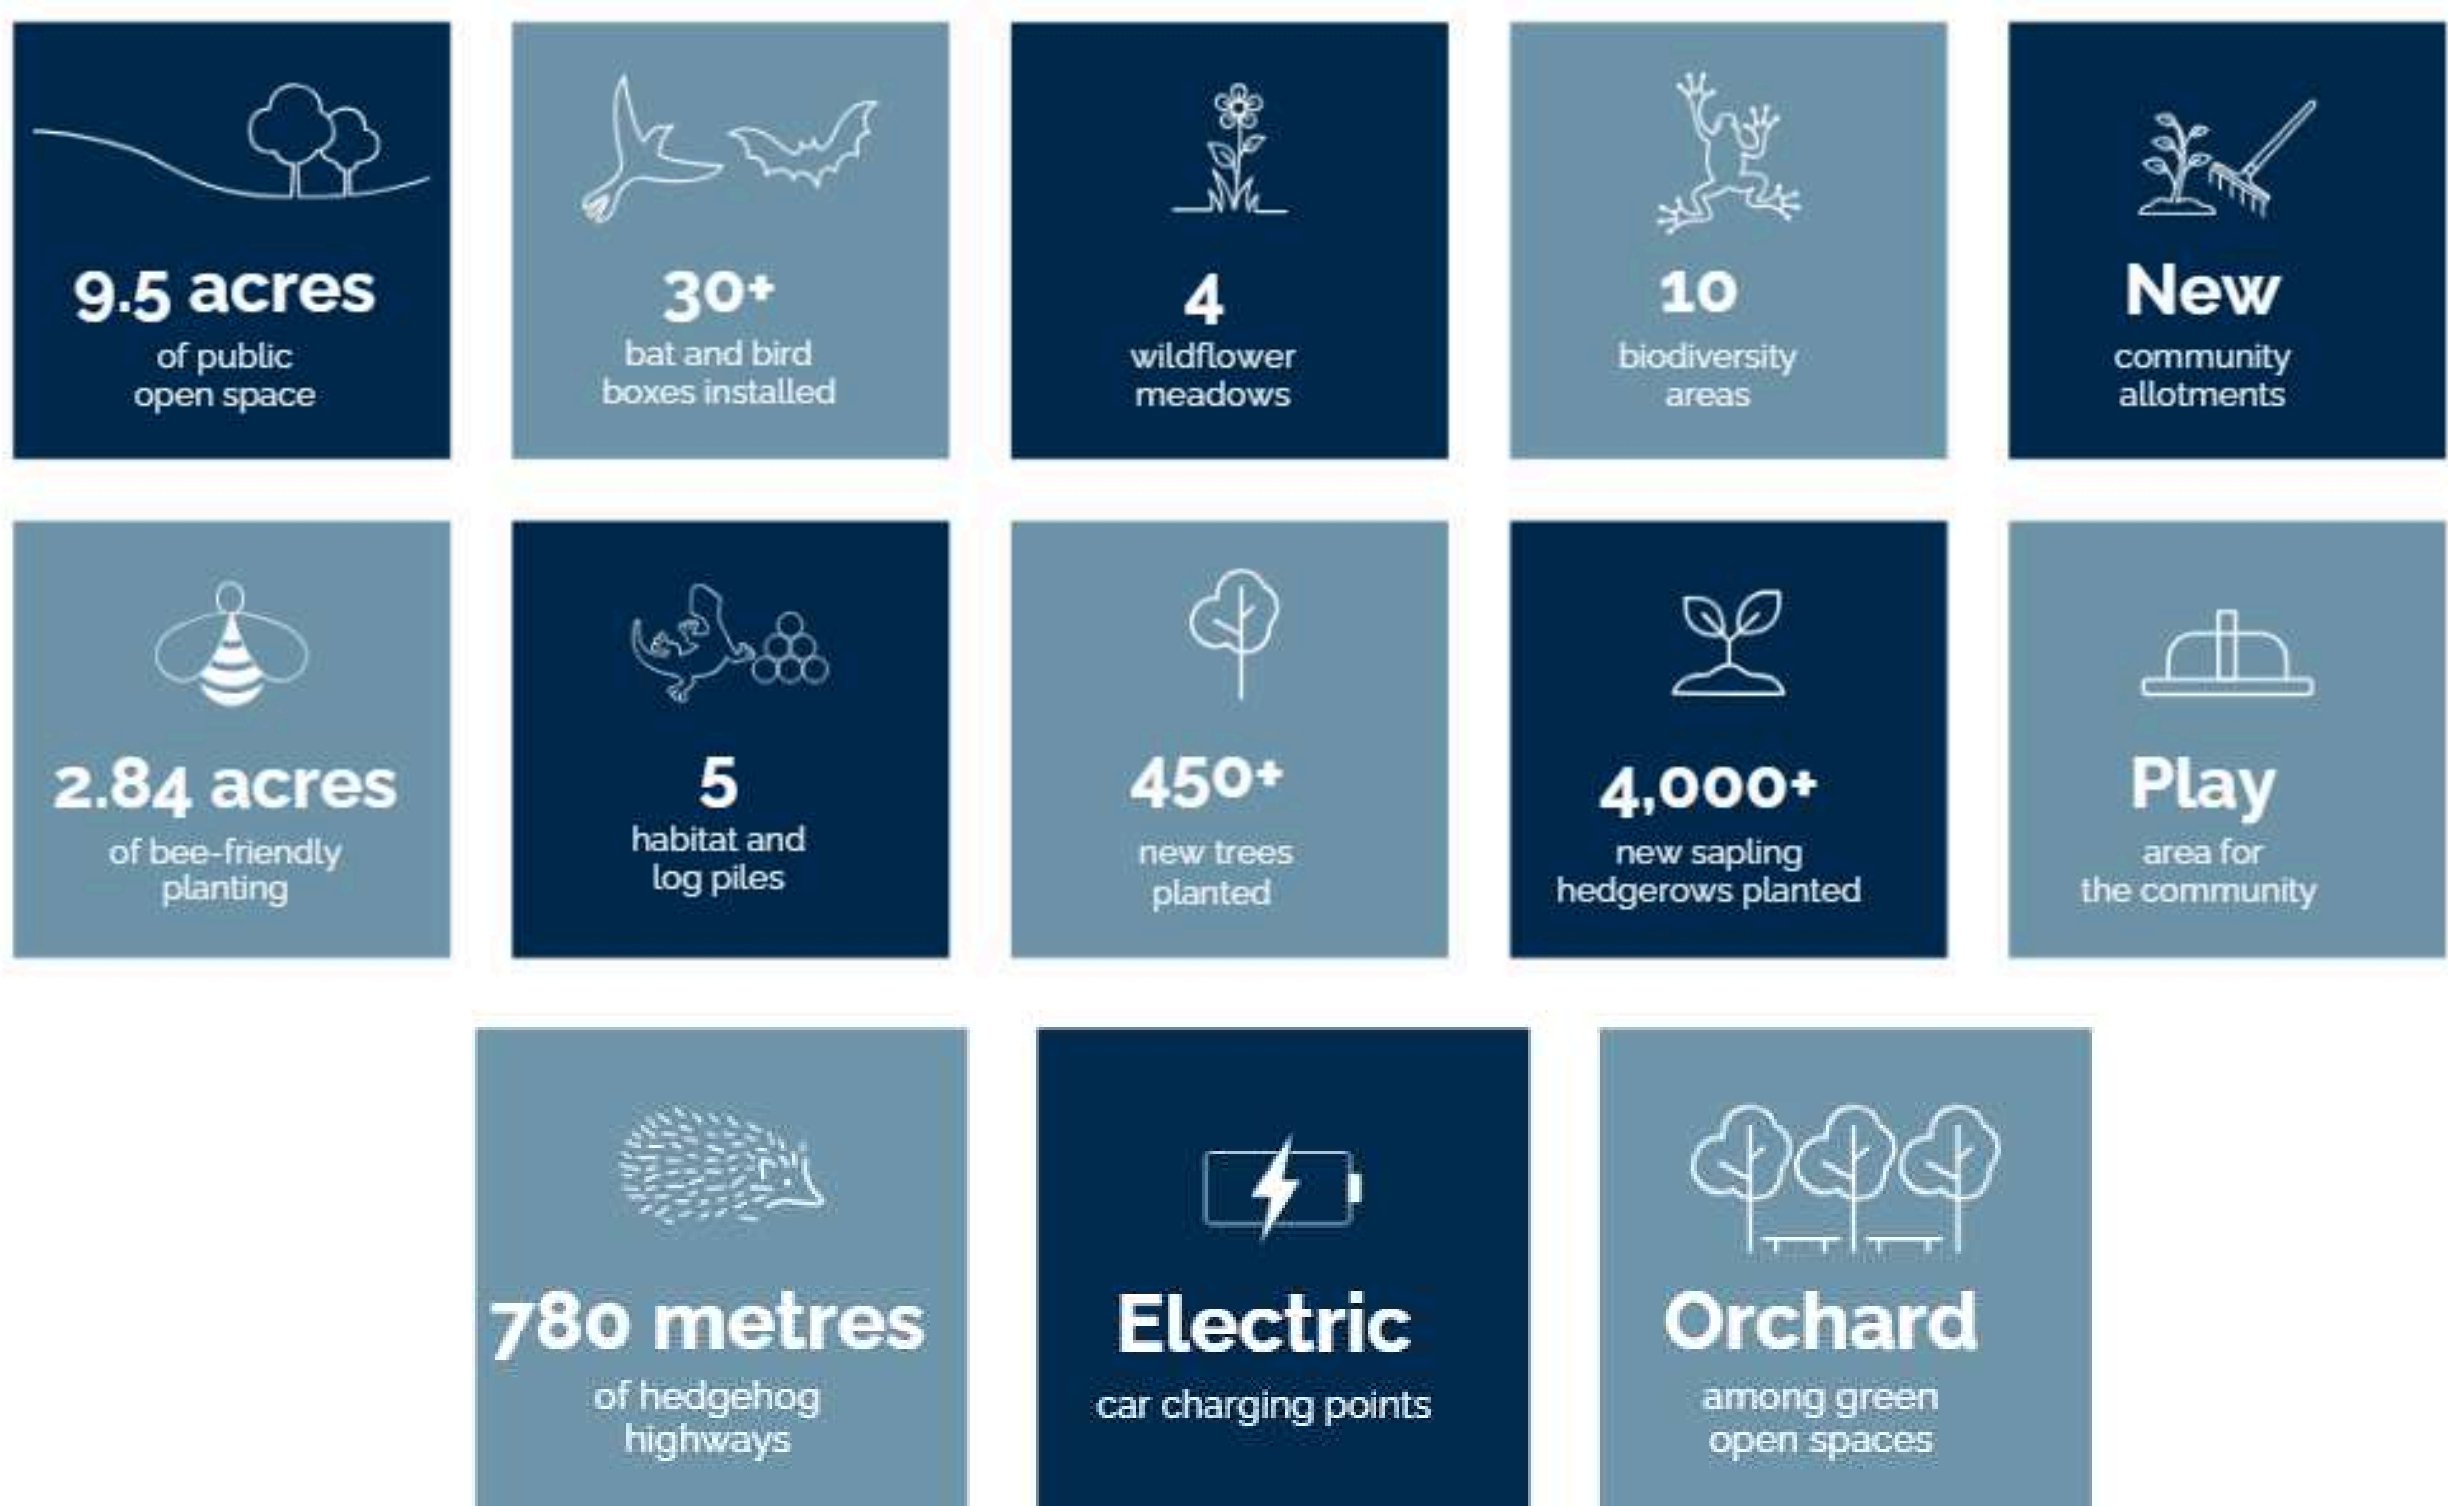 9.5 acres
of public
open space
30+
bat and bird
boxes installed
4
wildflower
meadows
10
biodiversity
areas
New
community
allotments
2.84 acres
of bee-friendly
planting
5
habitat and
log piles
450+
new trees
planted
4,000+
new sapling
hedgerows planted
Play
area for
the community
780 metres
of hedgehog
highways
Electric
car charging points
Orchard
among green
open spaces